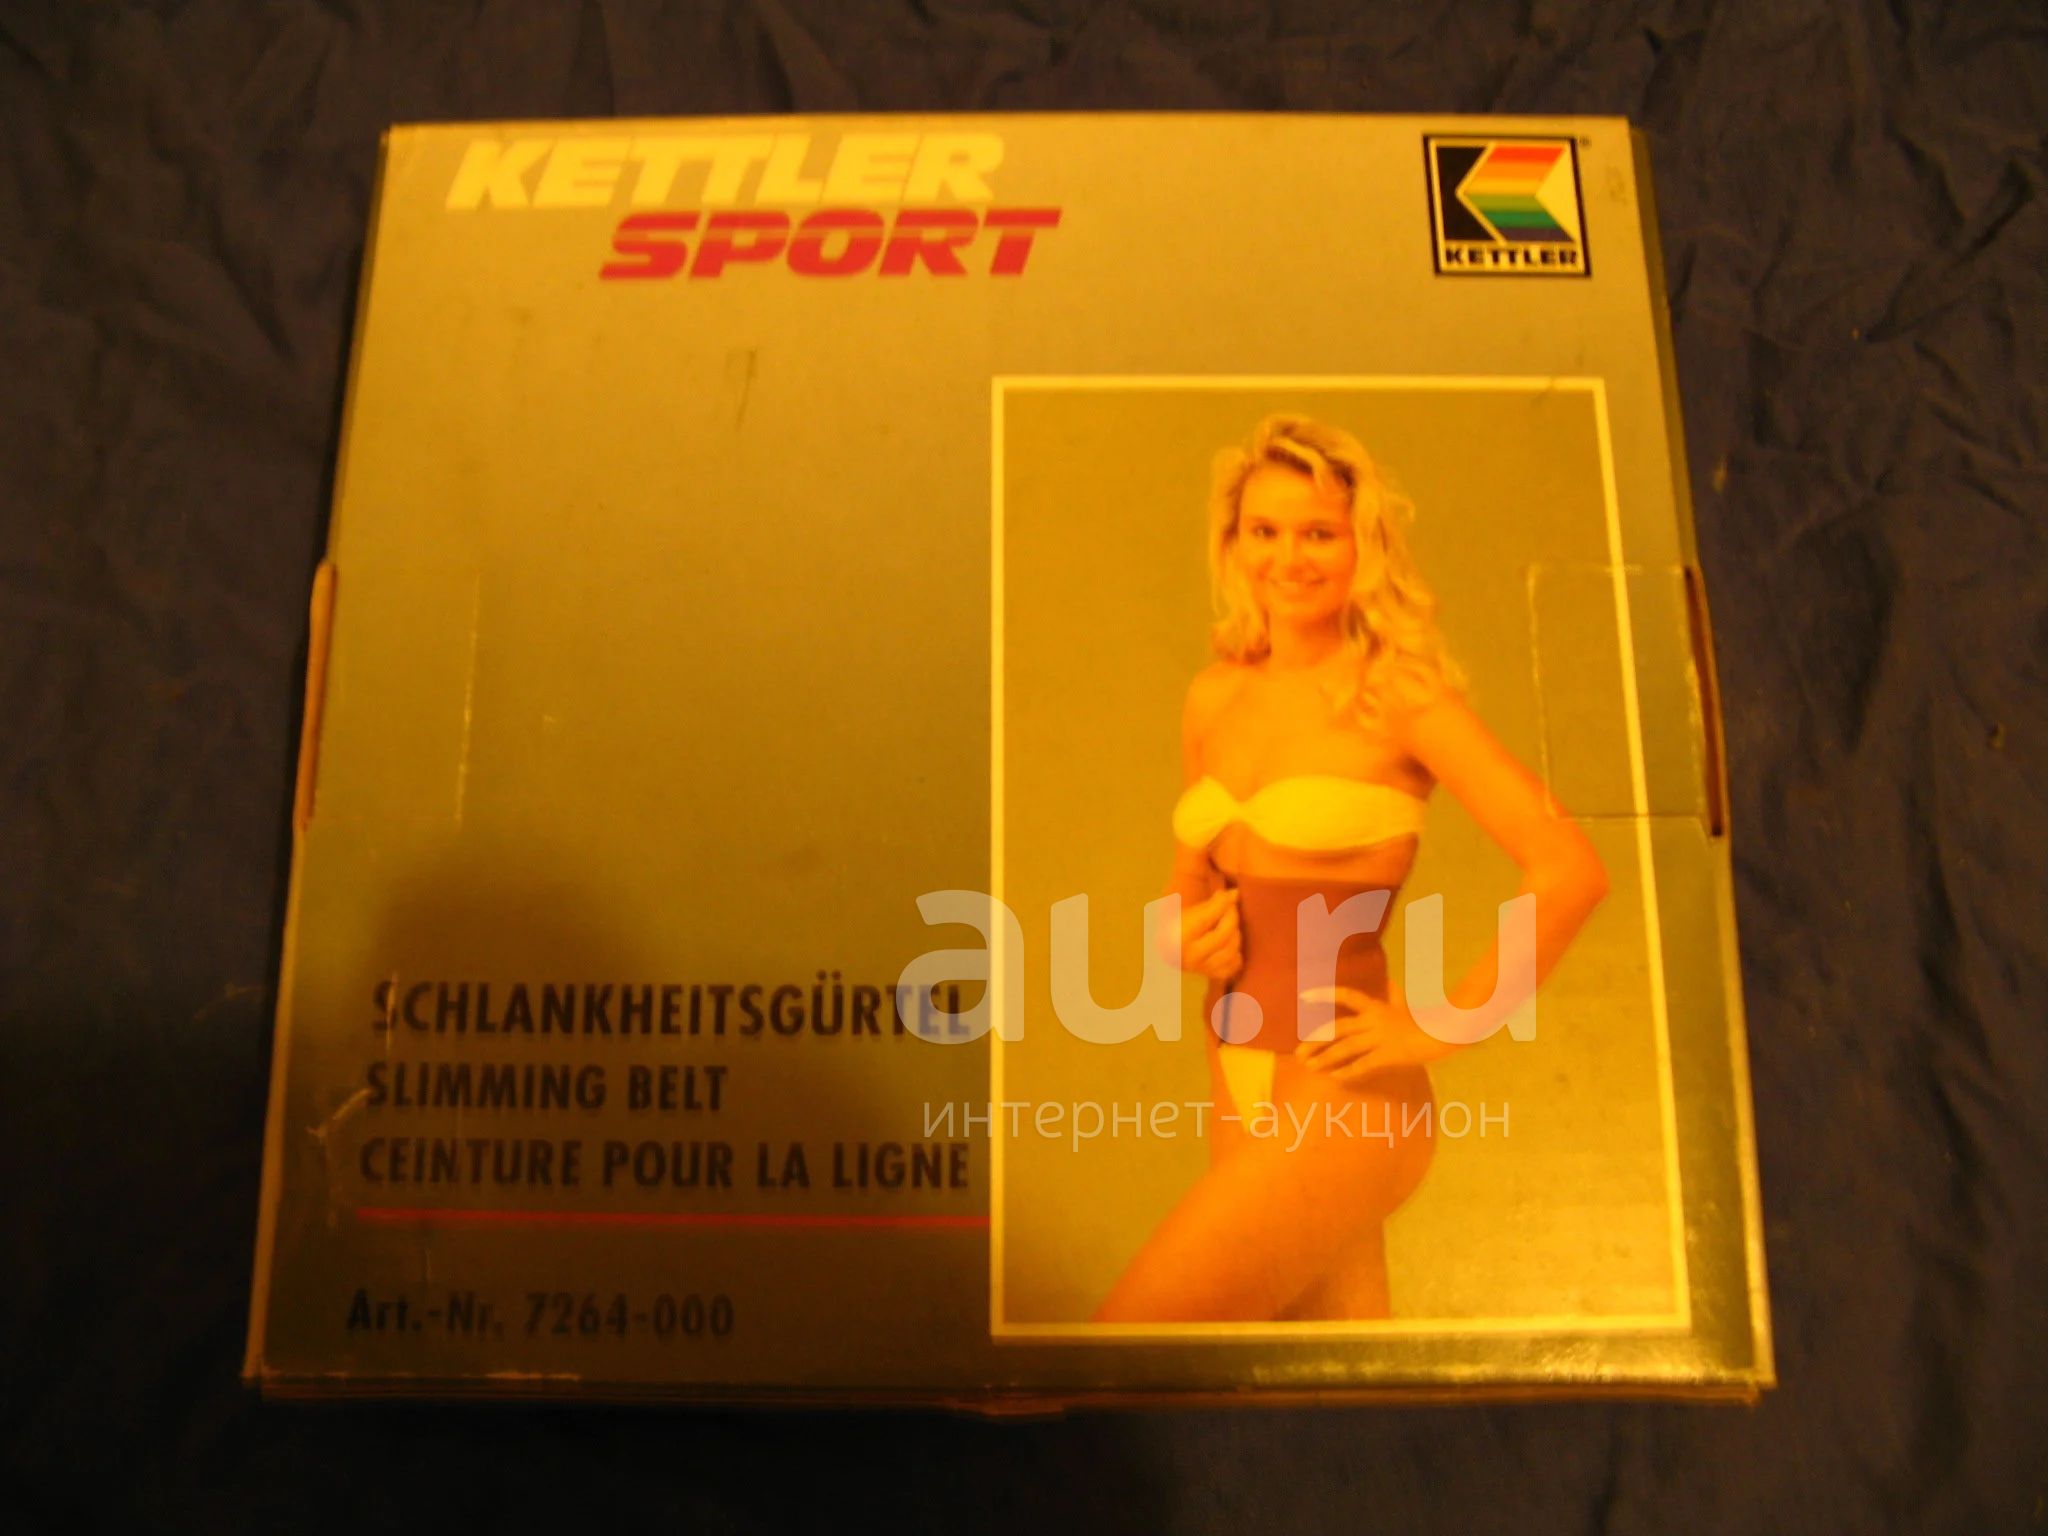 KETTLER
SPORT
KETTLER
SCHLANKHEITSGÜRTEL
SLIMMING BELT
CEINTURE POUR LA LIGNE
Art.-Nr. 7264-000
au.ru
интернет-аукцион